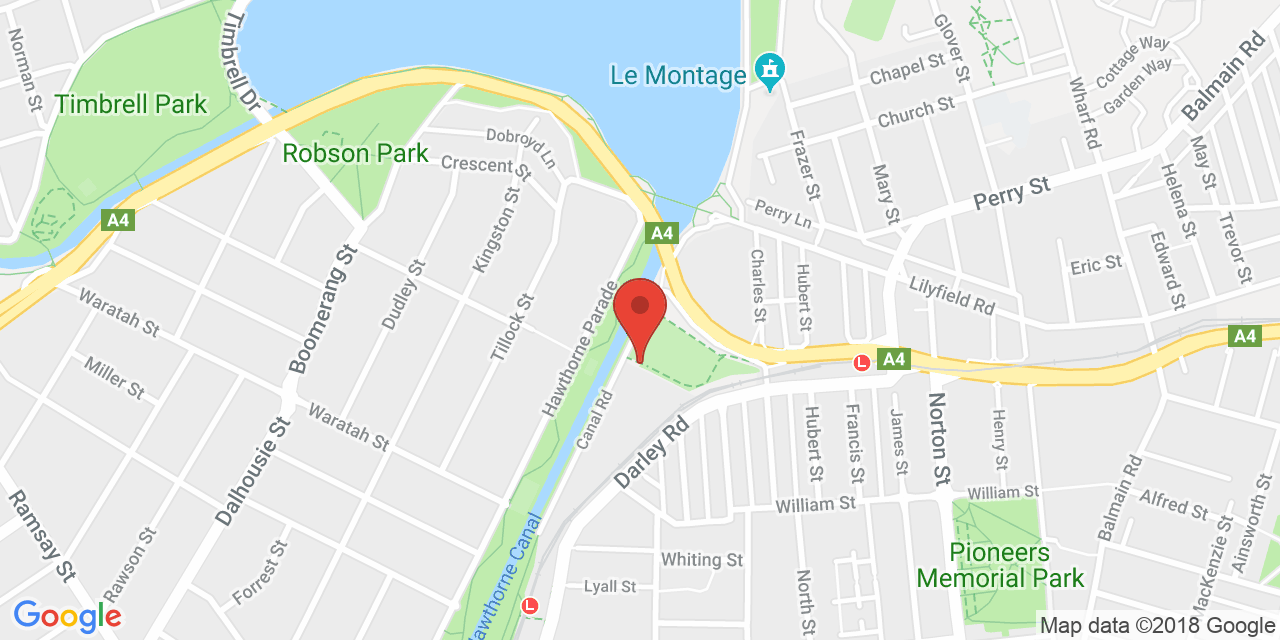 Norman St
Timbrell Dr
Timbrell Park
Robson Park
A4
Le Montage
Glover St
Chapel St
Church St
Cottage Way
Garden Way
Wharf Rd
Balmain Rd
Dobroyd Ln
Crescent St
Kingston St
Frazer St
Mary St
Perry St
Perry Ln
May St
Helena St
Trevor St
A4
Waratah St
Boomerang St
Dudley St
Tillock St
Hawthorne Parade
Charles St
Hubert St
Lilyfield Rd
Eric St
Edward St
Miller St
A4
A4
L
Waratah St
Dalhousie St
Canal Rd
Darley Rd
Hubert St
Francis St
James St
Norton St
Henry St
Balmain Rd
Alfred St
Ainsworth St
MacKenzie St
William St
William St
Ramsay St
Rawson St
Forrest St
Hawthorne Canal
Whiting St
Lyall St
L
North St
Pioneers
Memorial Park
Google
Map data ©2018 Google